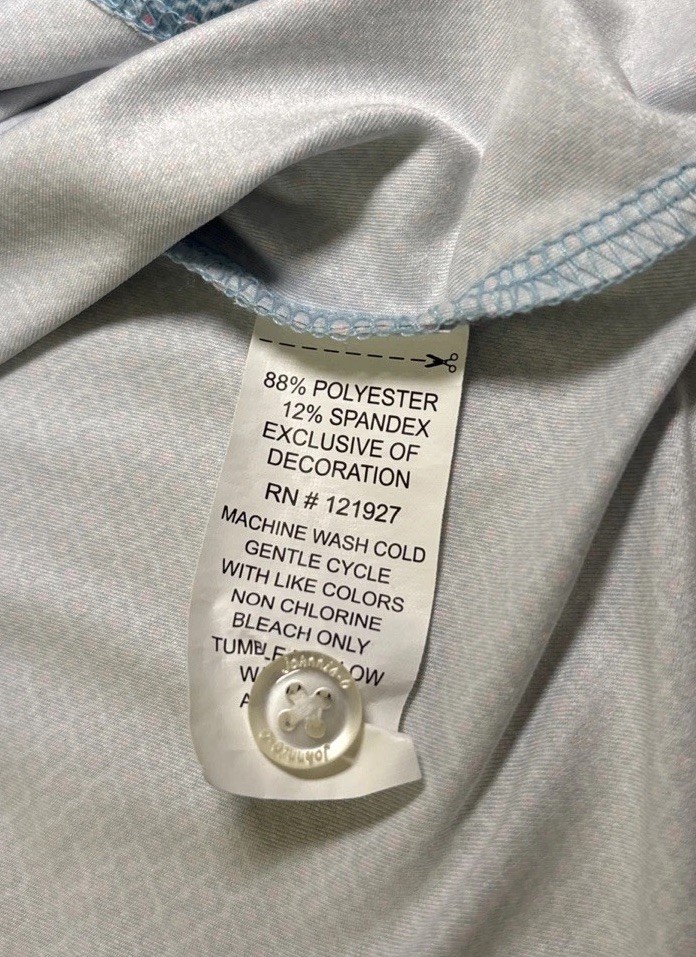 88% POLYESTER
12% SPANDEX
EXCLUSIVE OF
DECORATION
RN # 121927
MACHINE WASH COLD
GENTLE CYCLE
WITH LIKE COLORS
NON CHLORINE
BLEACH ONLY
johnnie-o
johnnie-o